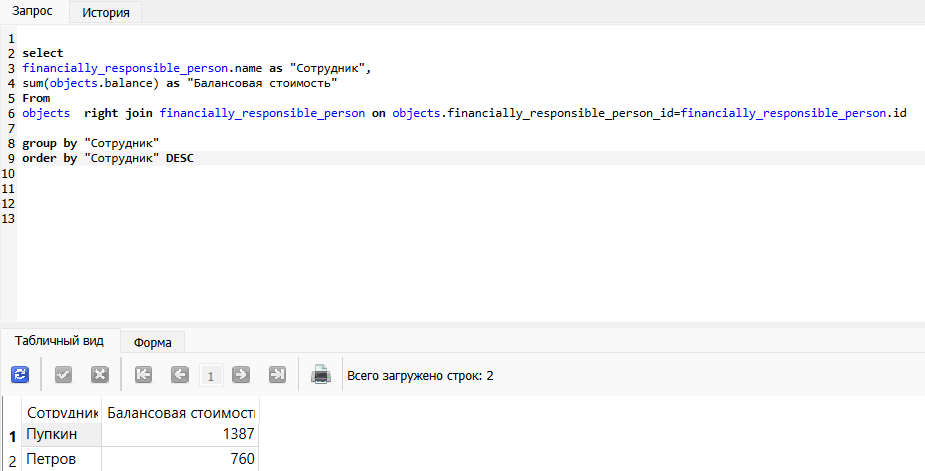 Запрос История
1
2 select
3 financially_responsible_person.name as "Сотрудник",
4 sum(objects.balance) as "Балансовая стоимость"
5 From
6 objects  right join financially_responsible_person on objects.financially_responsible_person_id=financially_responsible_person.id
7
8 group by "Сотрудник"
9 order by "Сотрудник" DESC
10
11
12
13
Табличный вид Форма
1 Всего загружено строк: 2
Сотрудник Балансовая стоимост
1 Пупкин 1387
2 Петров 760